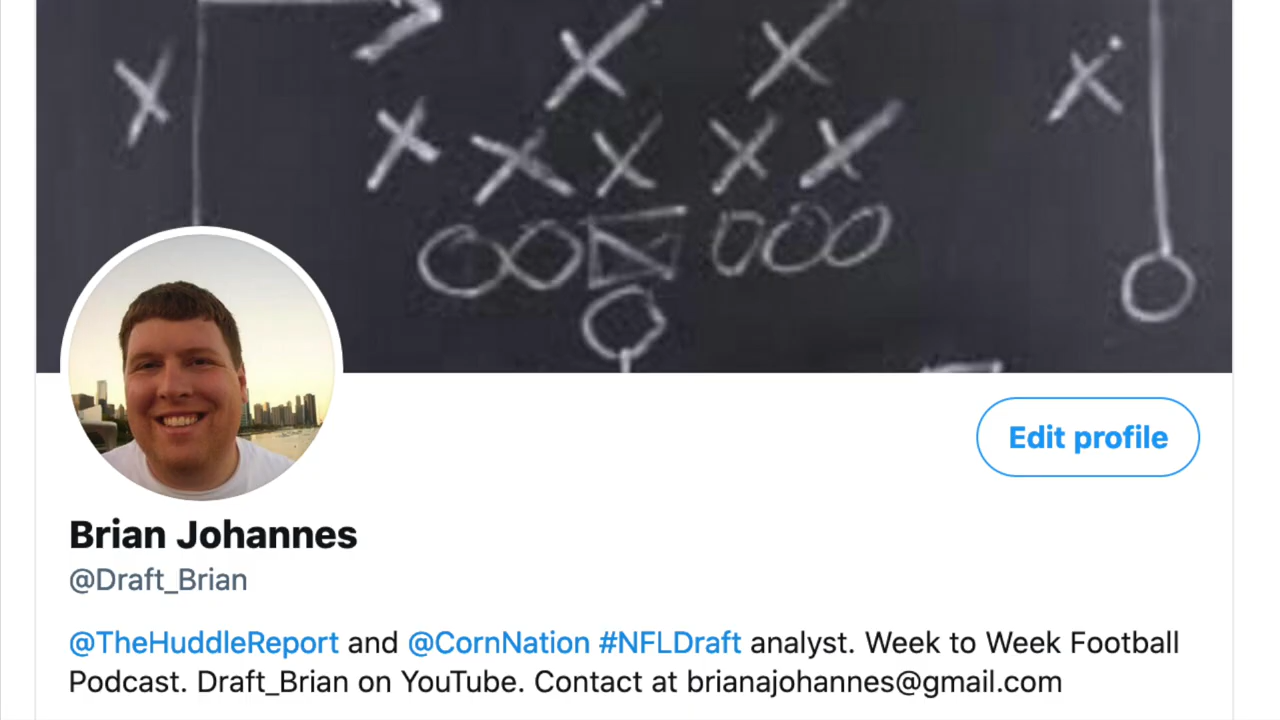 Edit profile
Brian Johannes
@Draft_Brian
@TheHuddleReport and @CornNation #NFLDraft analyst. Week to Week Football
Podcast. Draft_Brian on YouTube. Contact at brianajohannes@gmail.com